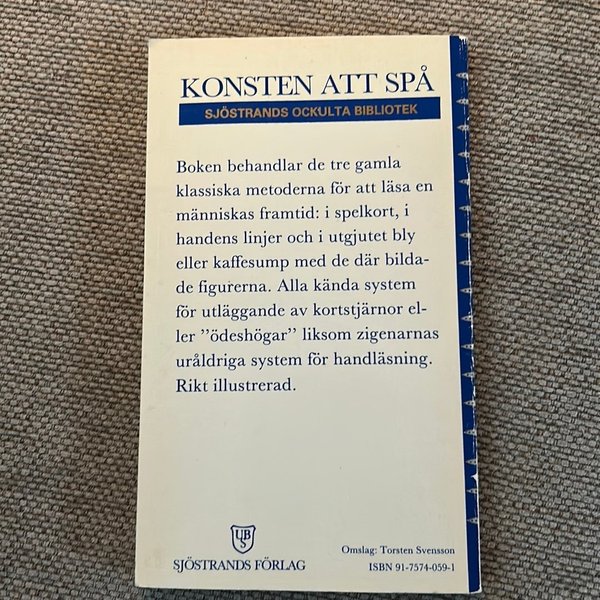 KONSTEN ATT SPÅ
SJÖSTRANDS OCKULTA BIBLIOTEK
Boken behandlar de tre gamla
klassiska metoderna för att läsa en
människas framtid: i spelkort, i
handens linjer och i utgjutet bly
eller kaffesump med de där bilda-
de figurerna. Alla kända system
för utläggande av kortstjärnor el-
ler ”ödeshögar” liksom zigenarnas
uråldriga system för handläsning.
Rikt illustrerad.
UBS
SJÖSTRANDS FÖRLAG
Omslag: Torsten Svensson
ISBN 91-7574-059-1